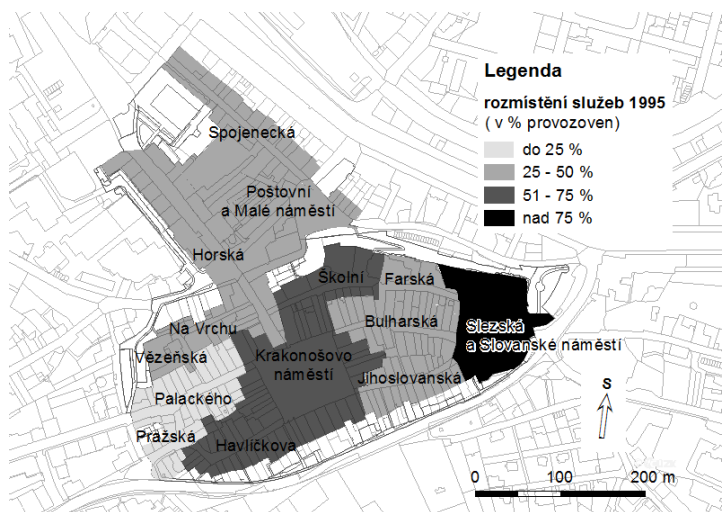 Legenda
rozmístění služeb 1995
( v % provozoven)
do 25 %
25 - 50 %
51 - 75 %
nad 75 %
Spojenecká
Poštovní
a Malé náměstí
Horská
Školní
Farská
Na Vrchu
Bulharská
Slezská
a Slovanské náměstí
Vězeňská
Krakonošovo
náměstí
Jihoslovanská
Palackého
Pražská
Havlíčkova
S
0 100 200 m